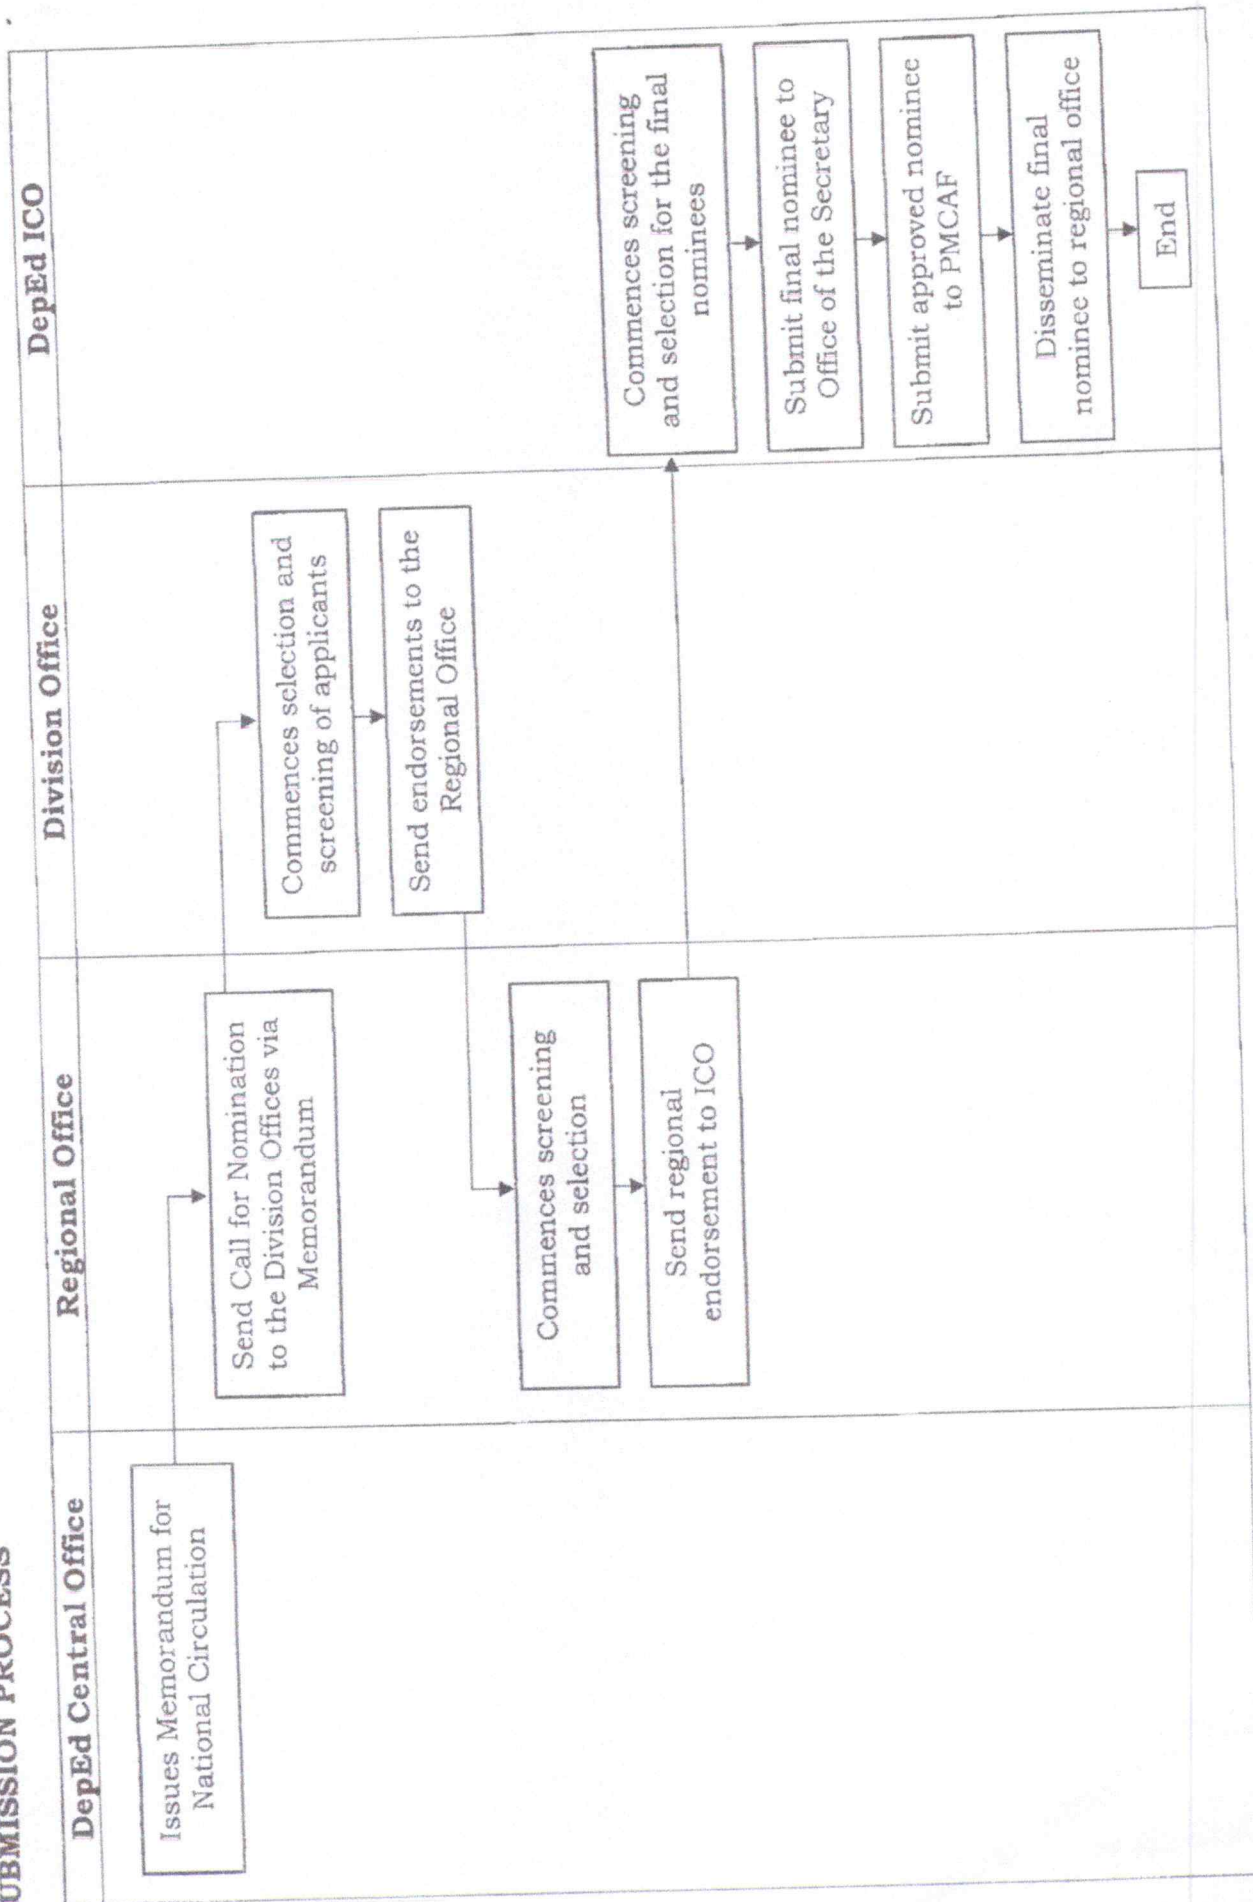 UBMISSION PROCESS
DepEd Central Office
Regional Office
Division Office
DepEd ICO
Issues Memorandum for
National Circulation
Send Call for Nomination
to the Division Offices via
Memorandum
Commences selection and
screening of applicants
Send endorsements to the
Regional Office
Commences screening
and selection
Send regional
endorsement to ICO
Commences screening
and selection for the final
nominees
Submit final nominee to
Office of the Secretary
Submit approved nominee
to PMCAF
Disseminate final
nominee to regional office
End